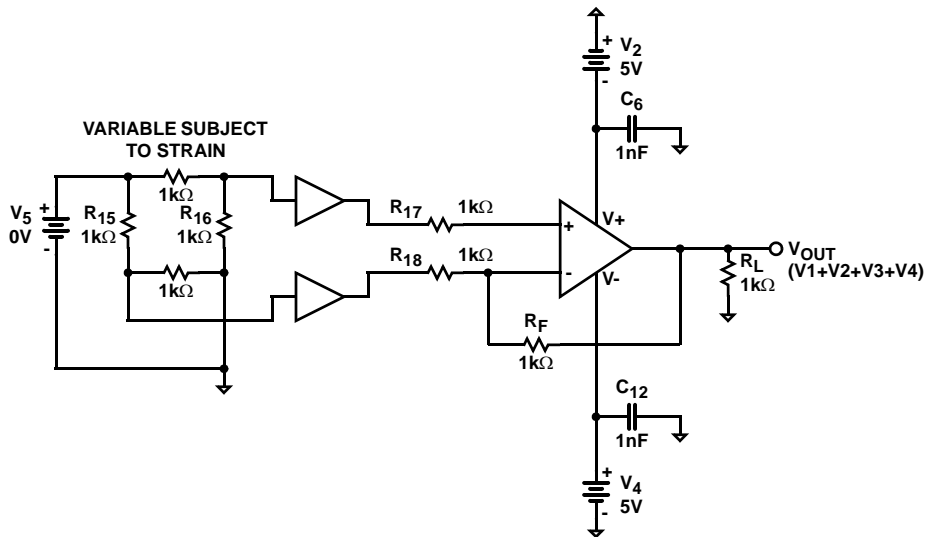 +
V2
5V
-
C6
1nF
VARIABLE SUBJECT
TO STRAIN
1kΩ
V5
0V
+
-
R15
1kΩ
R16
1kΩ
1kΩ
R17
1kΩ
R18
1kΩ
+
-
V+
V-
RF
1kΩ
RL
1kΩ
VOUT
(V1+V2+V3+V4)
C12
1nF
+
V4
5V
-